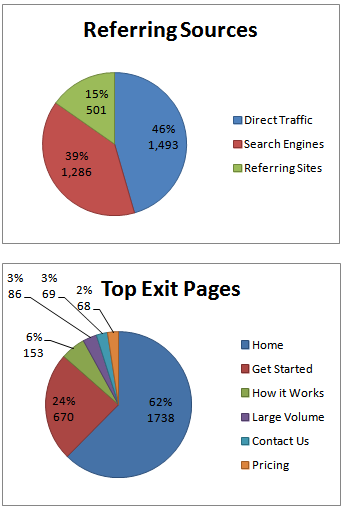 Referring Sources
15%
501
46%
1,493
39%
1,286
Direct Traffic
Search Engines
Referring Sites
Top Exit Pages
3%
86
3%
69
2%
68
6%
153
24%
670
62%
1738
Home
Get Started
How it Works
Large Volume
Contact Us
Pricing